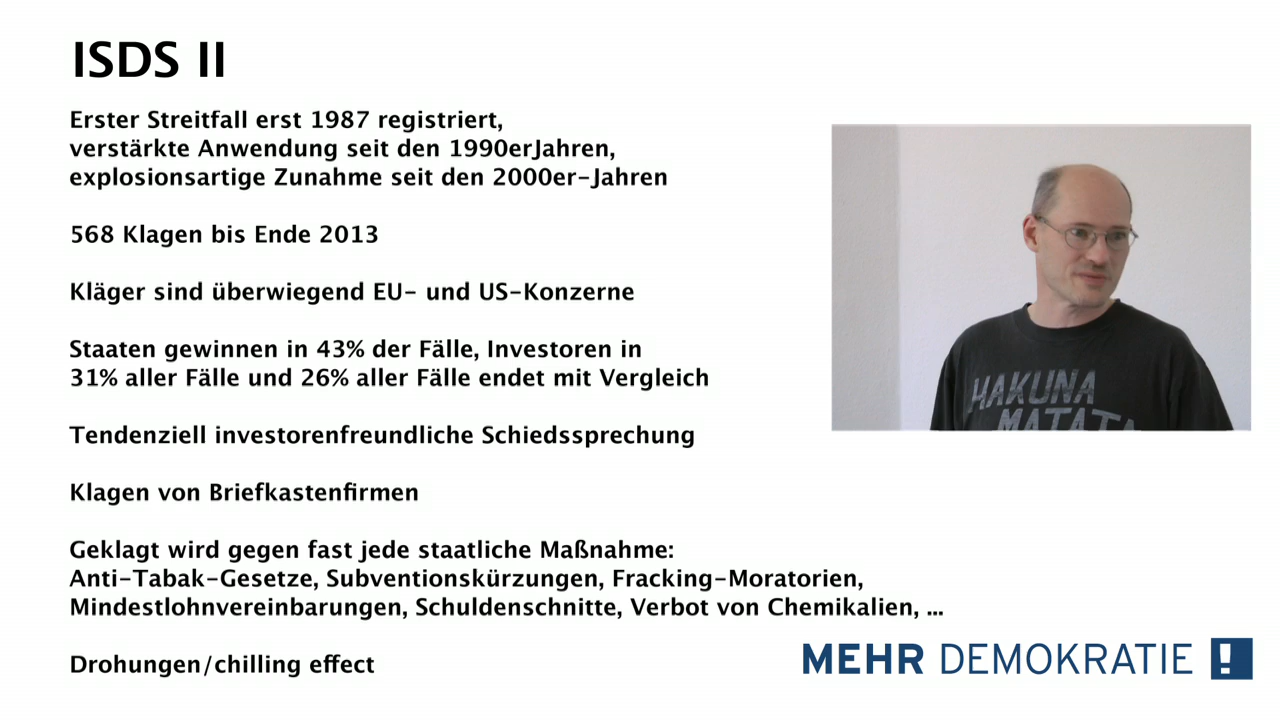 ISDS II
Erster Streitfall erst 1987 registriert,
verstärkte Anwendung seit den 1990erJahren,
explosionsartige Zunahme seit den 2000er-Jahren
568 Klagen bis Ende 2013
Kläger sind überwiegend EU- und US-Konzerne
Staaten gewinnen in 43% der Fälle, Investoren in
31% aller Fälle und 26% aller Fälle endet mit Vergleich
Tendenziell investorenfreundliche Schiedssprechung
Klagen von Briefkastenfirmen
Geklagt wird gegen fast jede staatliche Maßnahme:
Anti-Tabak-Gesetze, Subventionskürzungen, Fracking-Moratorien,
Mindestlohnvereinbarungen, Schuldenschnitte, Verbot von Chemikalien, ...
Drohungen/chilling effect
HAKUNA
MATATA
MEHR DEMOKRATIE !